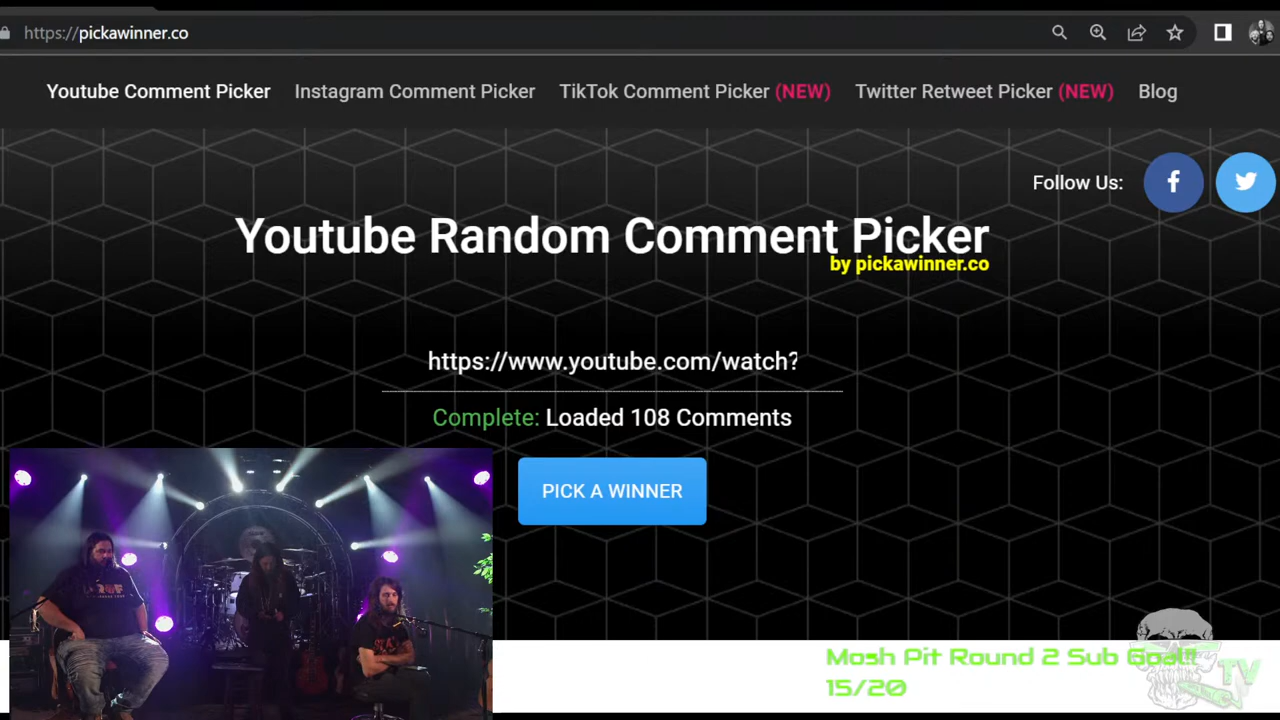 https://pickawinner.co
Youtube Comment Picker Instagram Comment Picker TikTok Comment Picker (NEW) Twitter Retweet Picker (NEW) Blog
Follow Us:
Youtube Random Comment Picker
by pickawinner.co
https://www.youtube.com/watch?
Complete: Loaded 108 Comments
PICK A WINNER
Mosh Pit Round 2 Sub Goal!
15/20
TV